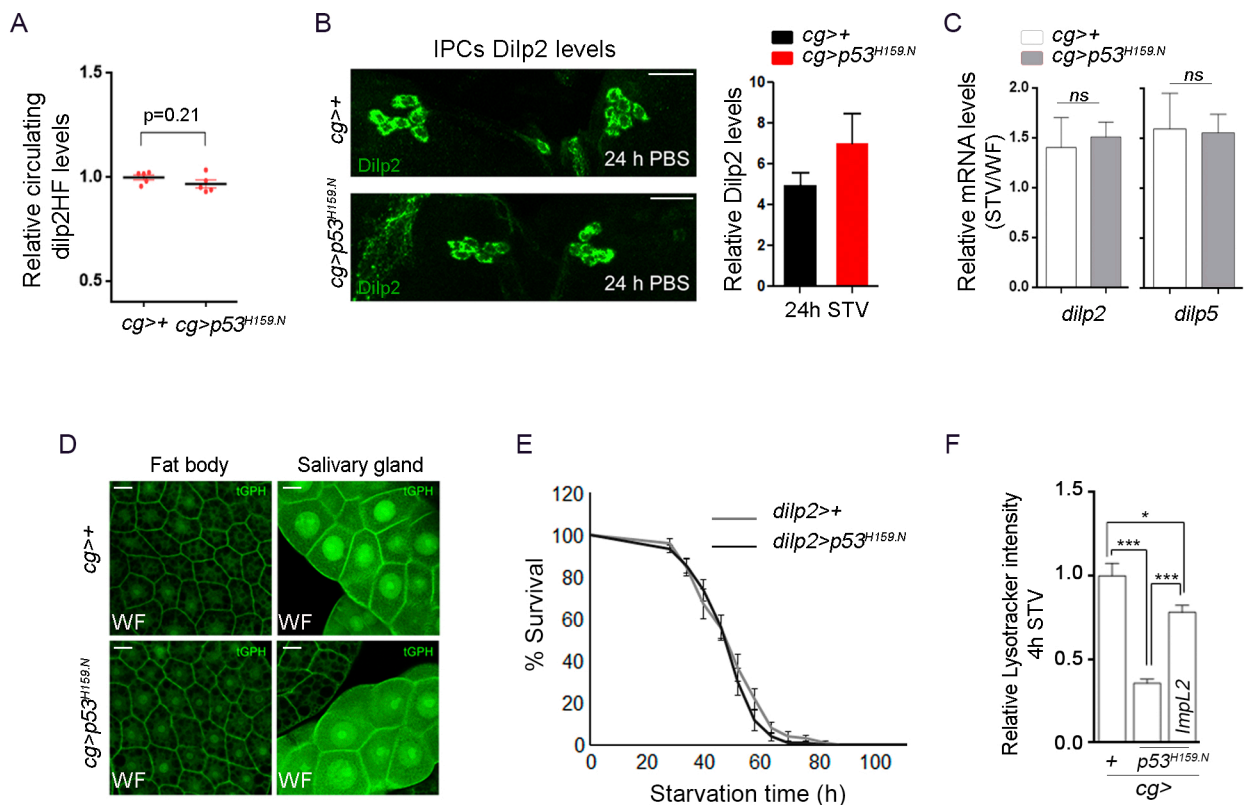 A
Relative circulating
dilp2HF levels
1.5
1.0
0.5
p=0.21
cg>+ cg>p53H159.N
B
IPCs Dilp2 levels
cg>+
Dilp2
24 h PBS
cg>p53H159.N
Dilp2
24 h PBS
cg>+
cg>p53H159.N
Relative Dilp2 levels
10
8
6
4
2
0
24h STV
C
cg>+
cg>p53H159.N
Relative mRNA levels
(STV/WF)
2.0
1.5
1.0
0.5
0.0
ns
ns
dilp2
dilp5
D
Fat body
Salivary gland
cg>+
tGPH
WF
tGPH
cg>p53H159.N
tGPH
WF
tGPH
WF
E
% Survival
120
100
80
60
40
20
0
dilp2>+
dilp2>p53H159.N
0 20 40 60 80 100
Starvation time (h)
F
Relative Lysotracker intensity
4h STV
1.5
1.0
0.5
0.0
*
***
***
ImpL2
+
p53H159.N
cg>